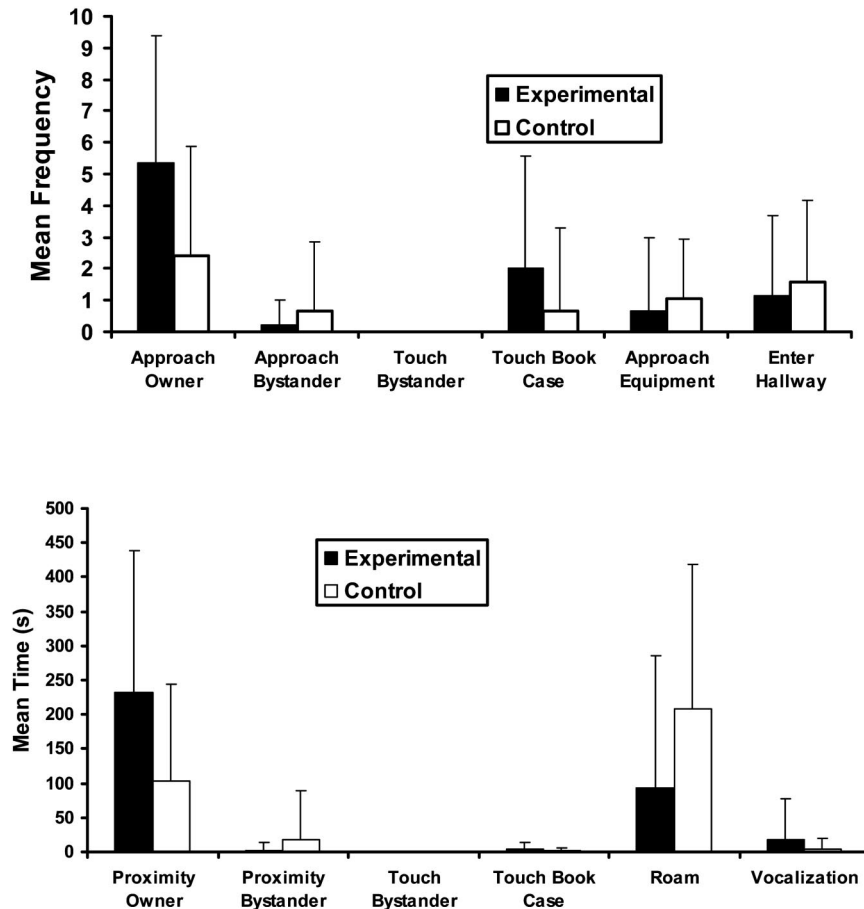 10
9
8
7
6
5
4
3
2
1
0
Mean Frequency
Experimental
Control
Approach Approach Touch Touch Book Approach Enter
Owner Bystander Bystander Case Equipment Hallway
500
450
400
350
300
250
200
150
100
50
0
Mean Time (s)
Experimental
Control
Proximity Proximity Touch Touch Book Roam Vocalization
Owner Bystander Bystander Case